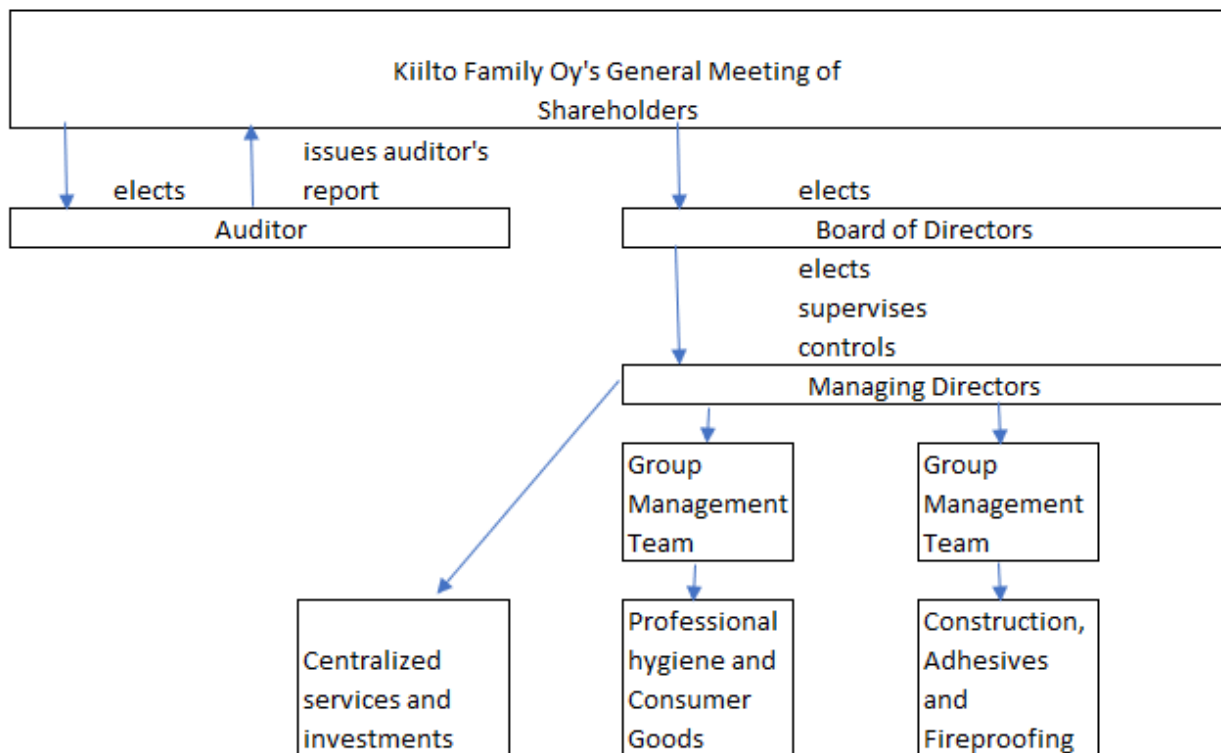 Kiilto Family Oy's General Meeting of
Shareholders
elects
issues auditor's
report
elects
Auditor
Board of Directors
elects
supervises
controls
Managing Directors
Group
Management
Team
Group
Management
Team
Centralized
services and
investments
Professional
hygiene and
Consumer
Goods
Construction,
Adhesives
and
Fireproofing